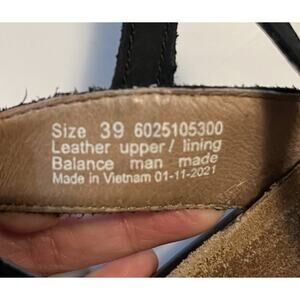 Size 39 6025105300
Leather upper/ lining
Balance man made
Made in Vietnam 01-11-2021